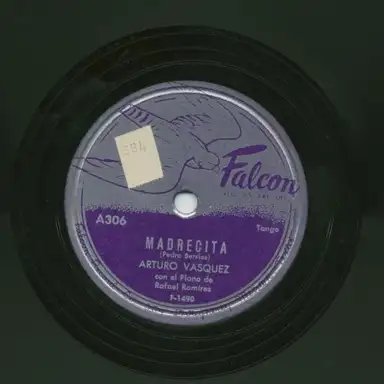 384
Falcon
A306
Tango
MADRECITA
(Pedro Berrios)
ARTURO VASQUEZ
con el Piano de
Rafael Ramirez
F-1490